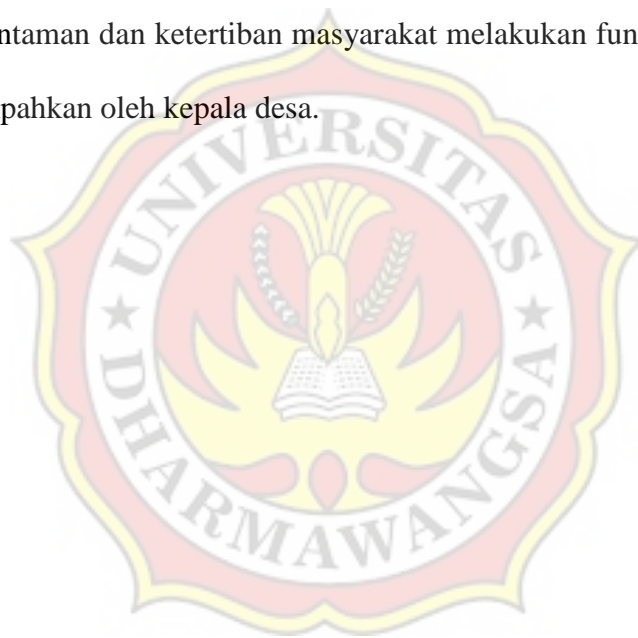 ntaman dan ketertiban masyarakat melakukan fun
pahkan oleh kepala desa.
UNIVERSITAS
DHARMAWANGSA